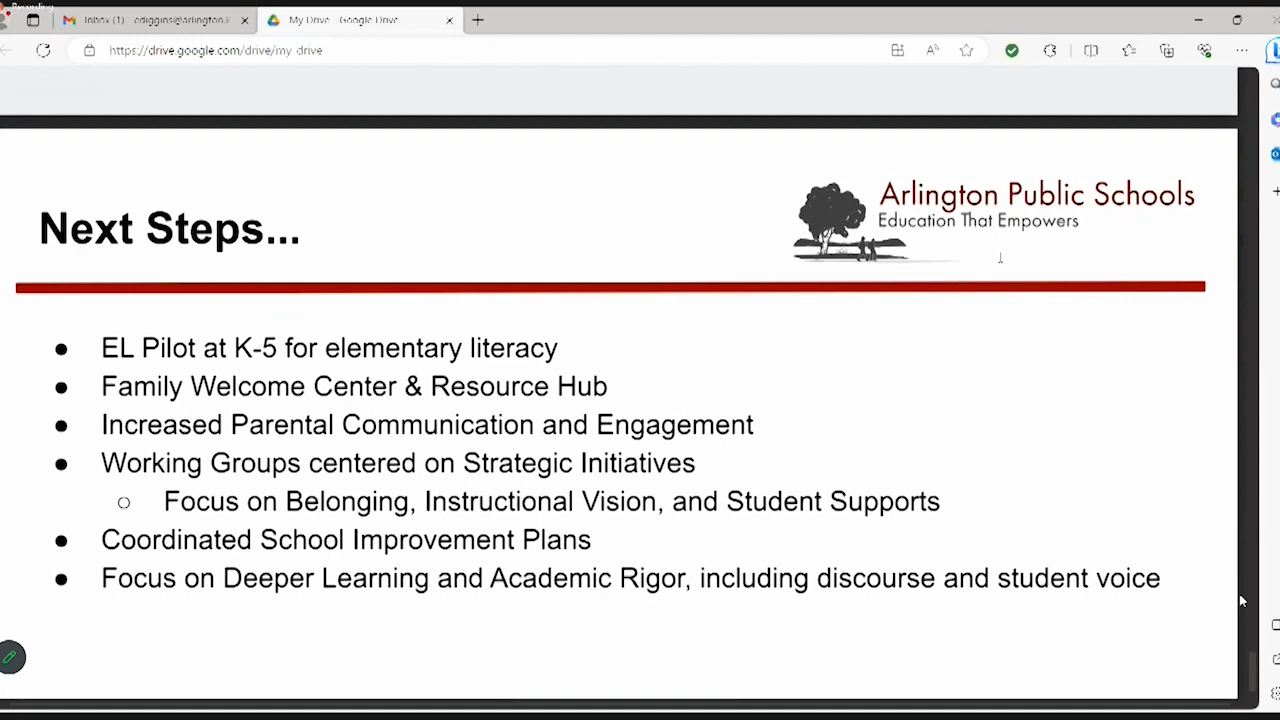 Recording
Inbox (1)
My Drive - Google Drive
https://drive.google.com/drive/my-drive
Arlington Public Schools
Education That Empowers
Next Steps...
● EL Pilot at K-5 for elementary literacy
● Family Welcome Center & Resource Hub
● Increased Parental Communication and Engagement
● Working Groups centered on Strategic Initiatives
○ Focus on Belonging, Instructional Vision, and Student Supports
● Coordinated School Improvement Plans
● Focus on Deeper Learning and Academic Rigor, including discourse and student voice